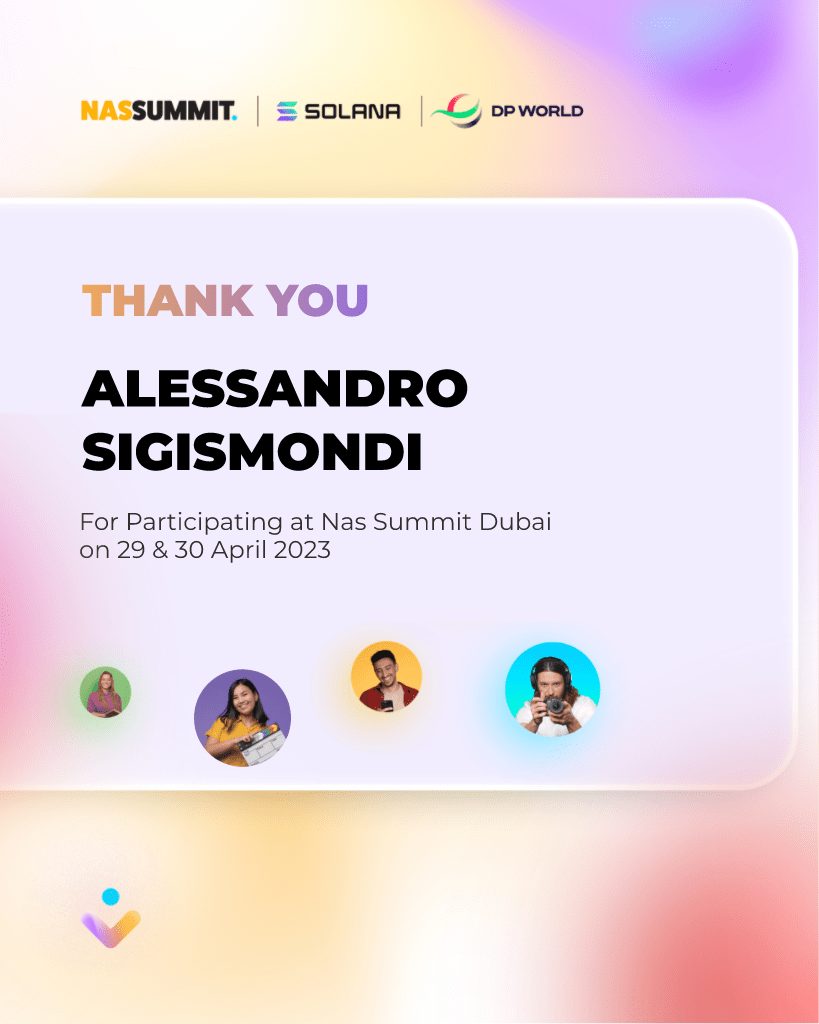 NASSUMMIT. SOLANA DP WORLD
THANK YOU
ALESSANDRO
SIGISMONDI
For Participating at Nas Summit Dubai
on 29 & 30 April 2023